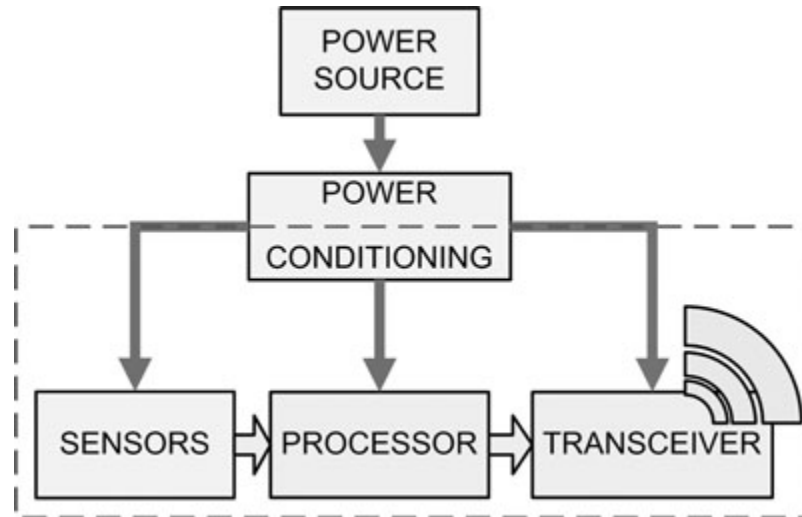 POWER
SOURCE
POWER
CONDITIONING
SENSORS
PROCESSOR
TRANSCEIVER